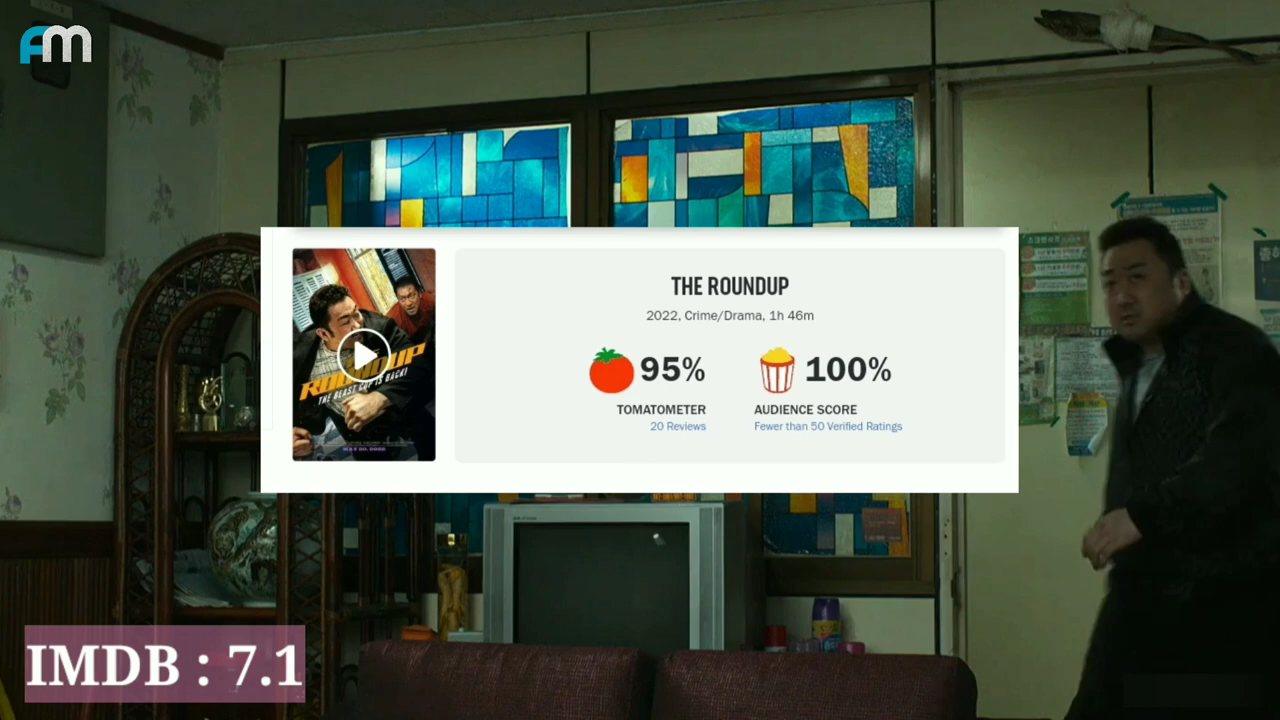 FM
THE ROUNDUP
2022, Crime/Drama, 1h 46m
95%
100%
TOMATOMETER
AUDIENCE SCORE
20 Reviews
Fewer than 50 Verified Ratings
ROUNDUP
THE BEAST COP IS BACK!
IMDB : 7.1